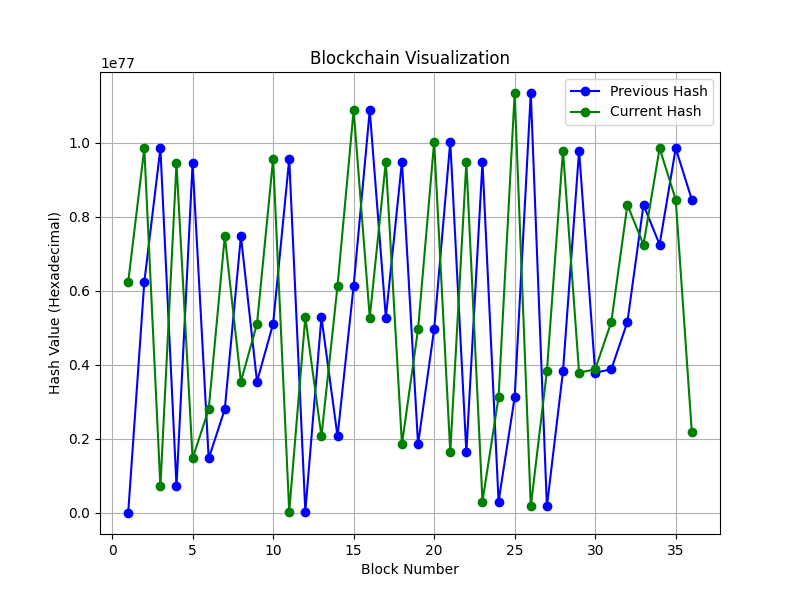 Blockchain Visualization
1e77
Previous Hash
Current Hash
1.0
0.8
0.6
0.4
0.2
0.0
Hash Value (Hexadecimal)
0 5 10 15 20 25 30 35
Block Number